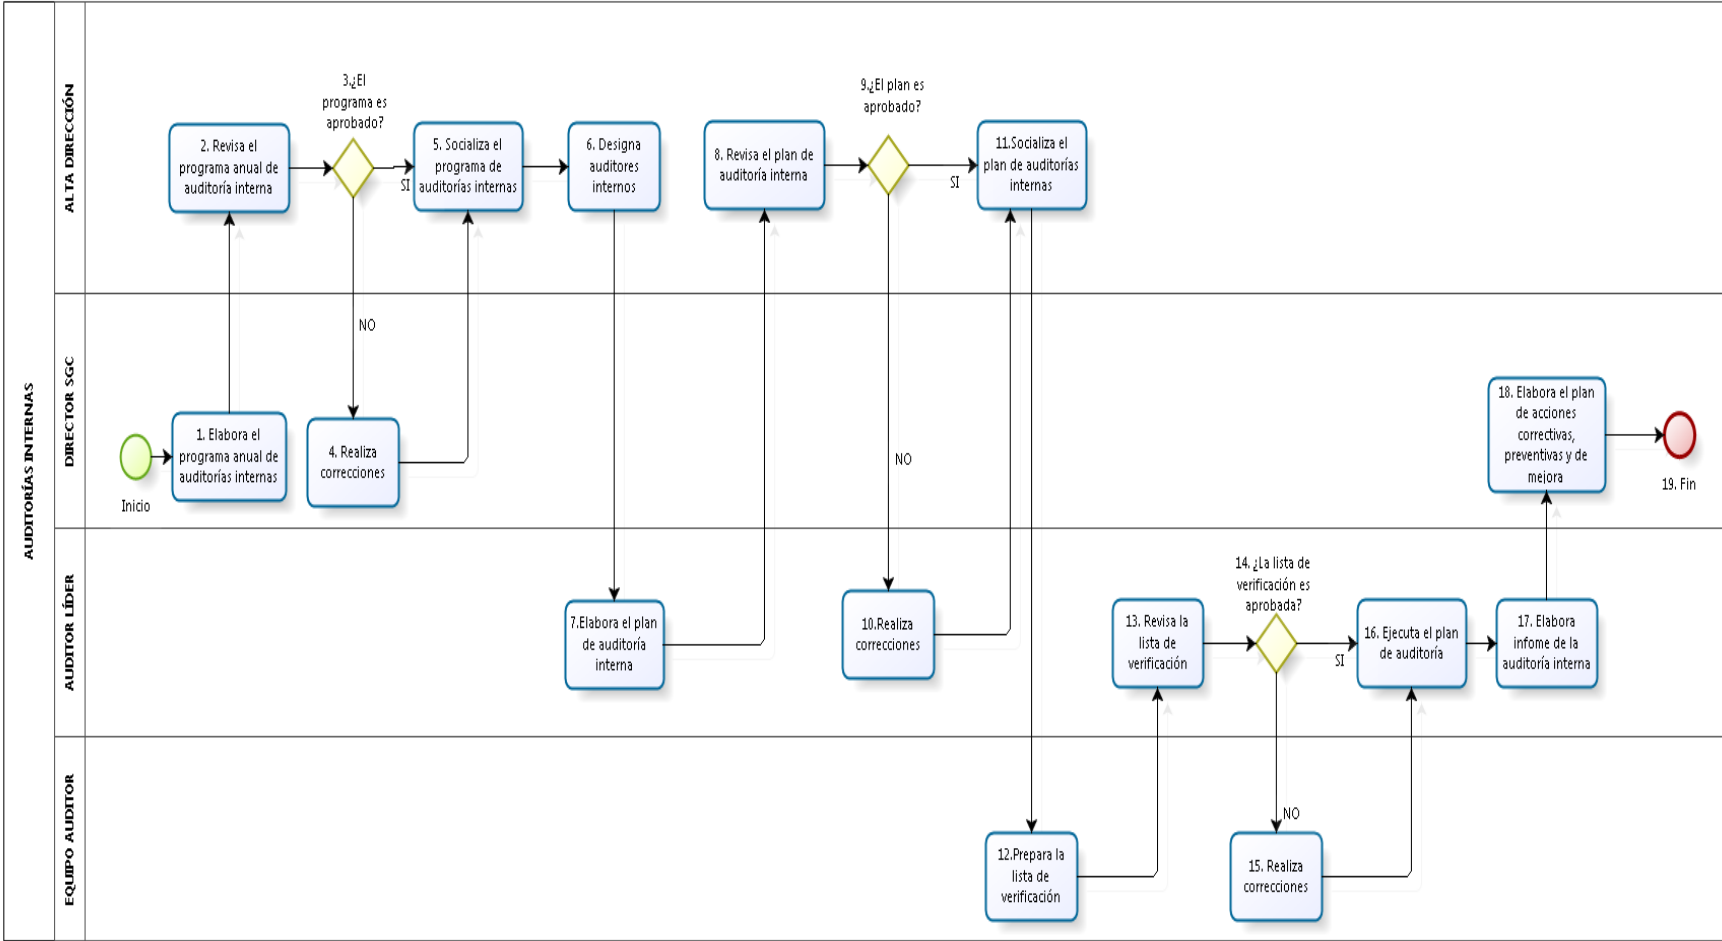 AUDITORÍAS INTERNAS
ALTA DIRECCIÓN
2. Revisa el
programa anual de
auditoría interna
3.¿El
programa es
aprobado?
SI
NO
5. Socializa el
programa de
auditorías internas
6. Designa
auditores
internos
8. Revisa el plan de
auditoría interna
9.¿El plan es
aprobado?
SI
NO
11.Socializa el
plan de auditorías
internas
DIRECTOR SGC
Inicio
1. Elabora el
programa anual de
auditorías internas
4. Realiza
correcciones
18. Elabora el plan
de acciones
correctivas,
preventivas y de
mejora
19. Fin
AUDITOR LÍDER
7.Elabora el plan
de auditoría
interna
10.Realiza
correcciones
13. Revisa la
lista de
verificación
14. ¿La lista de
verificación es
aprobada?
SI
NO
16. Ejecuta el plan
de auditoría
17. Elabora
infome de la
auditoría interna
EQUIPO AUDITOR
12.Prepara la
lista de
verificación
15. Realiza
correcciones